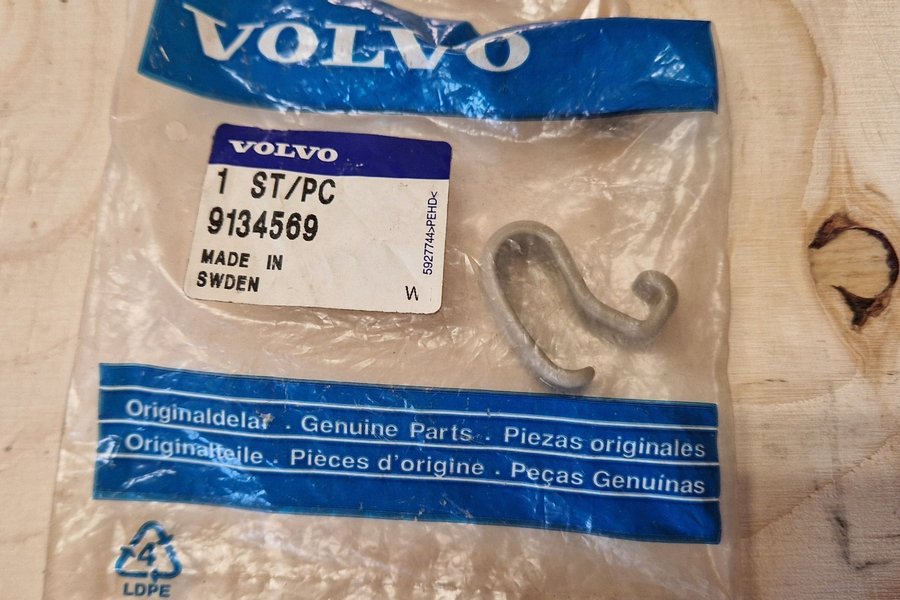 VOLVO
VOLVO
1 ST/PC
9134569
MADE IN
SWDEN
W
5927744>PEHD<
Originaldelar . Genuine Parts . Piezas originales
Originalteile . Pièces d'origine . Peças Genuínas
4
LDPE